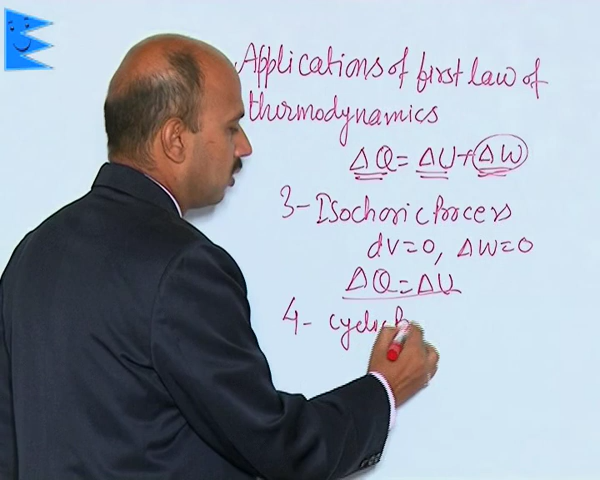 Applications of first law of
thermodynamics
ΔQ = ΔU + ΔW
3- Isochoric Process
dV=0, ΔW=0
ΔQ = ΔU
4- cyclic P